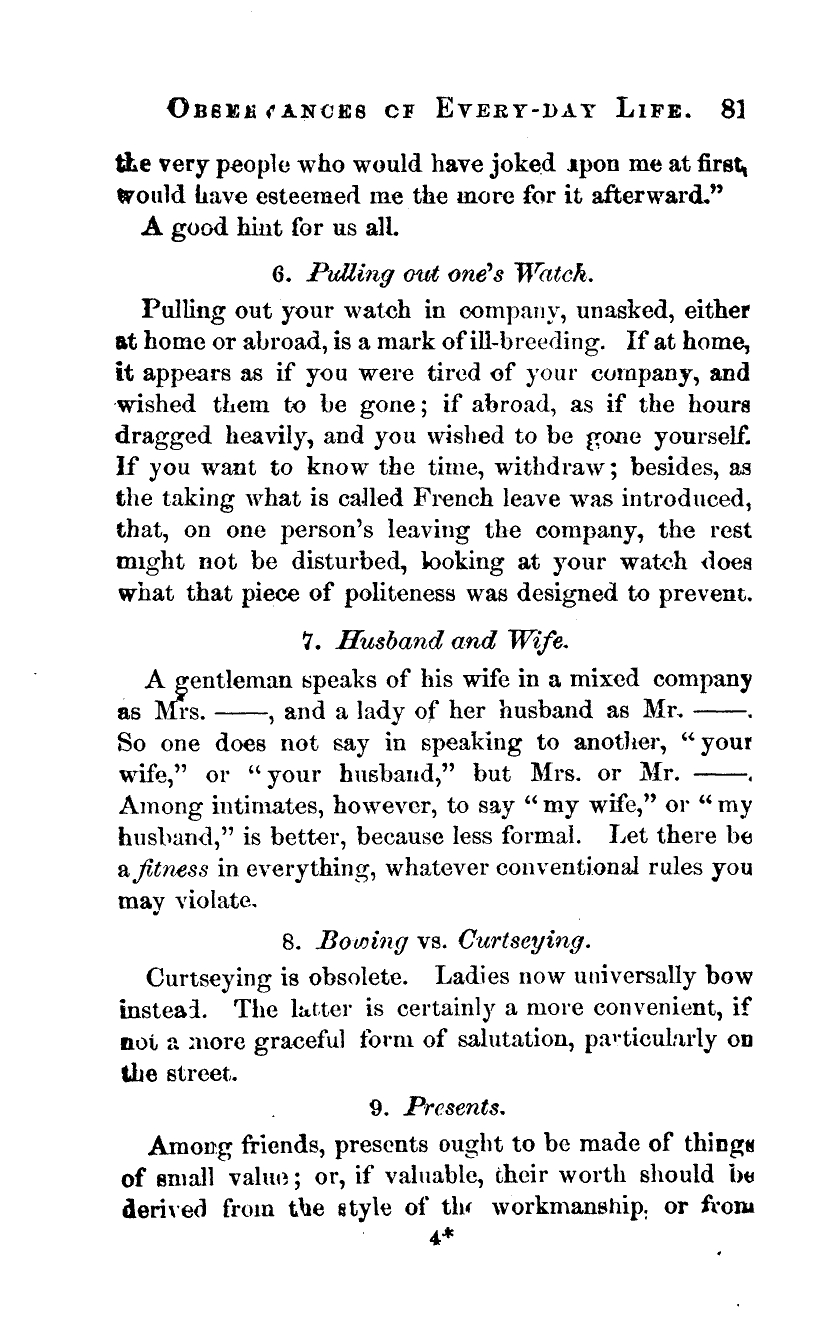 OBSERVANCES OF EVERY-DAY LIFE. 81
the very people who would have joked upon me at first,
would have esteemed me the more for it afterward.”
A good hint for us all.
6. Pulling out one’s Watch.
Pulling out your watch in company, unasked, either
at home or abroad, is a mark of ill-breeding. If at home,
it appears as if you were tired of your company, and
wished them to be gone; if abroad, as if the hours
dragged heavily, and you wished to be gone yourself.
If you want to know the time, withdraw; besides, as
the taking what is called French leave was introduced,
that, on one person’s leaving the company, the rest
might not be disturbed, looking at your watch does
what that piece of politeness was designed to prevent.
7. Husband and Wife.
A gentleman speaks of his wife in a mixed company
as Mrs. ——, and a lady of her husband as Mr. ——.
So one does not say in speaking to another, “your
wife,” or “your husband,” but Mrs. or Mr. ——.
Among intimates, however, to say “my wife,” or “my
husband,” is better, because less formal. Let there be
a fitness in everything, whatever conventional rules you
may violate.
8. Bowing vs. Curtseying.
Curtseying is obsolete. Ladies now universally bow
instead. The latter is certainly a more convenient, if
not a more graceful form of salutation, particularly on
the street.
9. Presents.
Among friends, presents ought to be made of things
of small value; or, if valuable, their worth should be
derived from the style of the workmanship, or from
4*